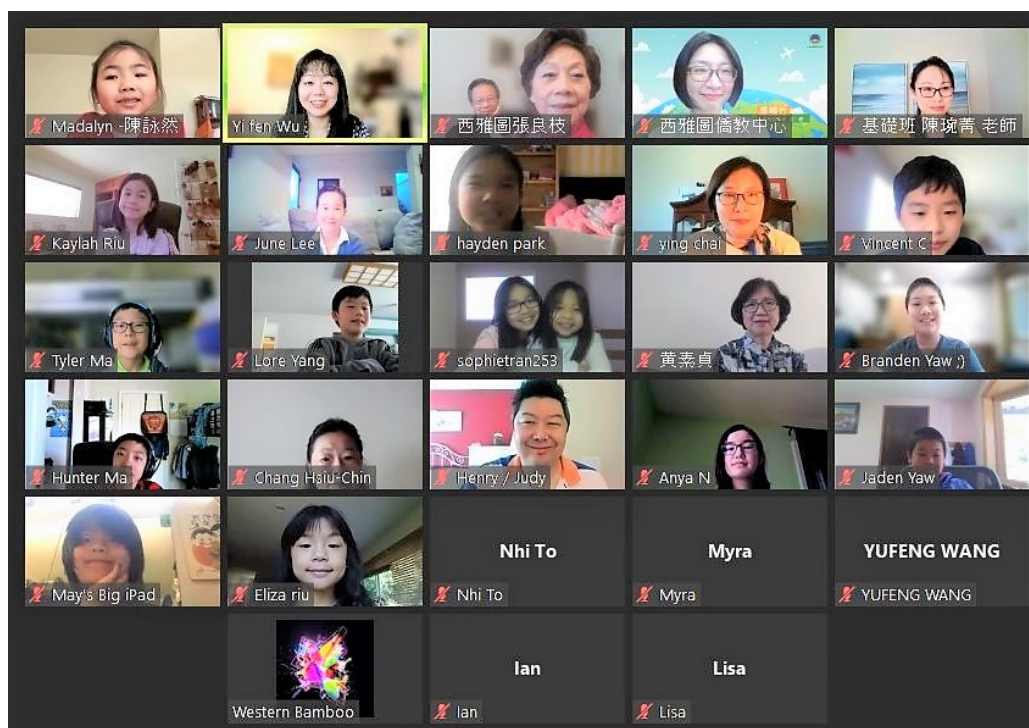 Madalyn -陳詠然
Yi fen Wu
西雅圖張良枝
西雅圖僑教中心
基礎班 陳琬菁 老師
Kaylah Riu
June Lee
hayden park
ying chai
Vincent C
Tyler Ma
Lore Yang
sophietran253
黃素貞
Branden Yaw ;)
Hunter Ma
Chang Hsiu-Chin
Henry / Judy
Anya N
Jaden Yaw
May's Big iPad
Eliza riu
Nhi To
Nhi To
Myra
Myra
YUFENG WANG
YUFENG WANG
Western Bamboo
Ian
Ian
Lisa
Lisa